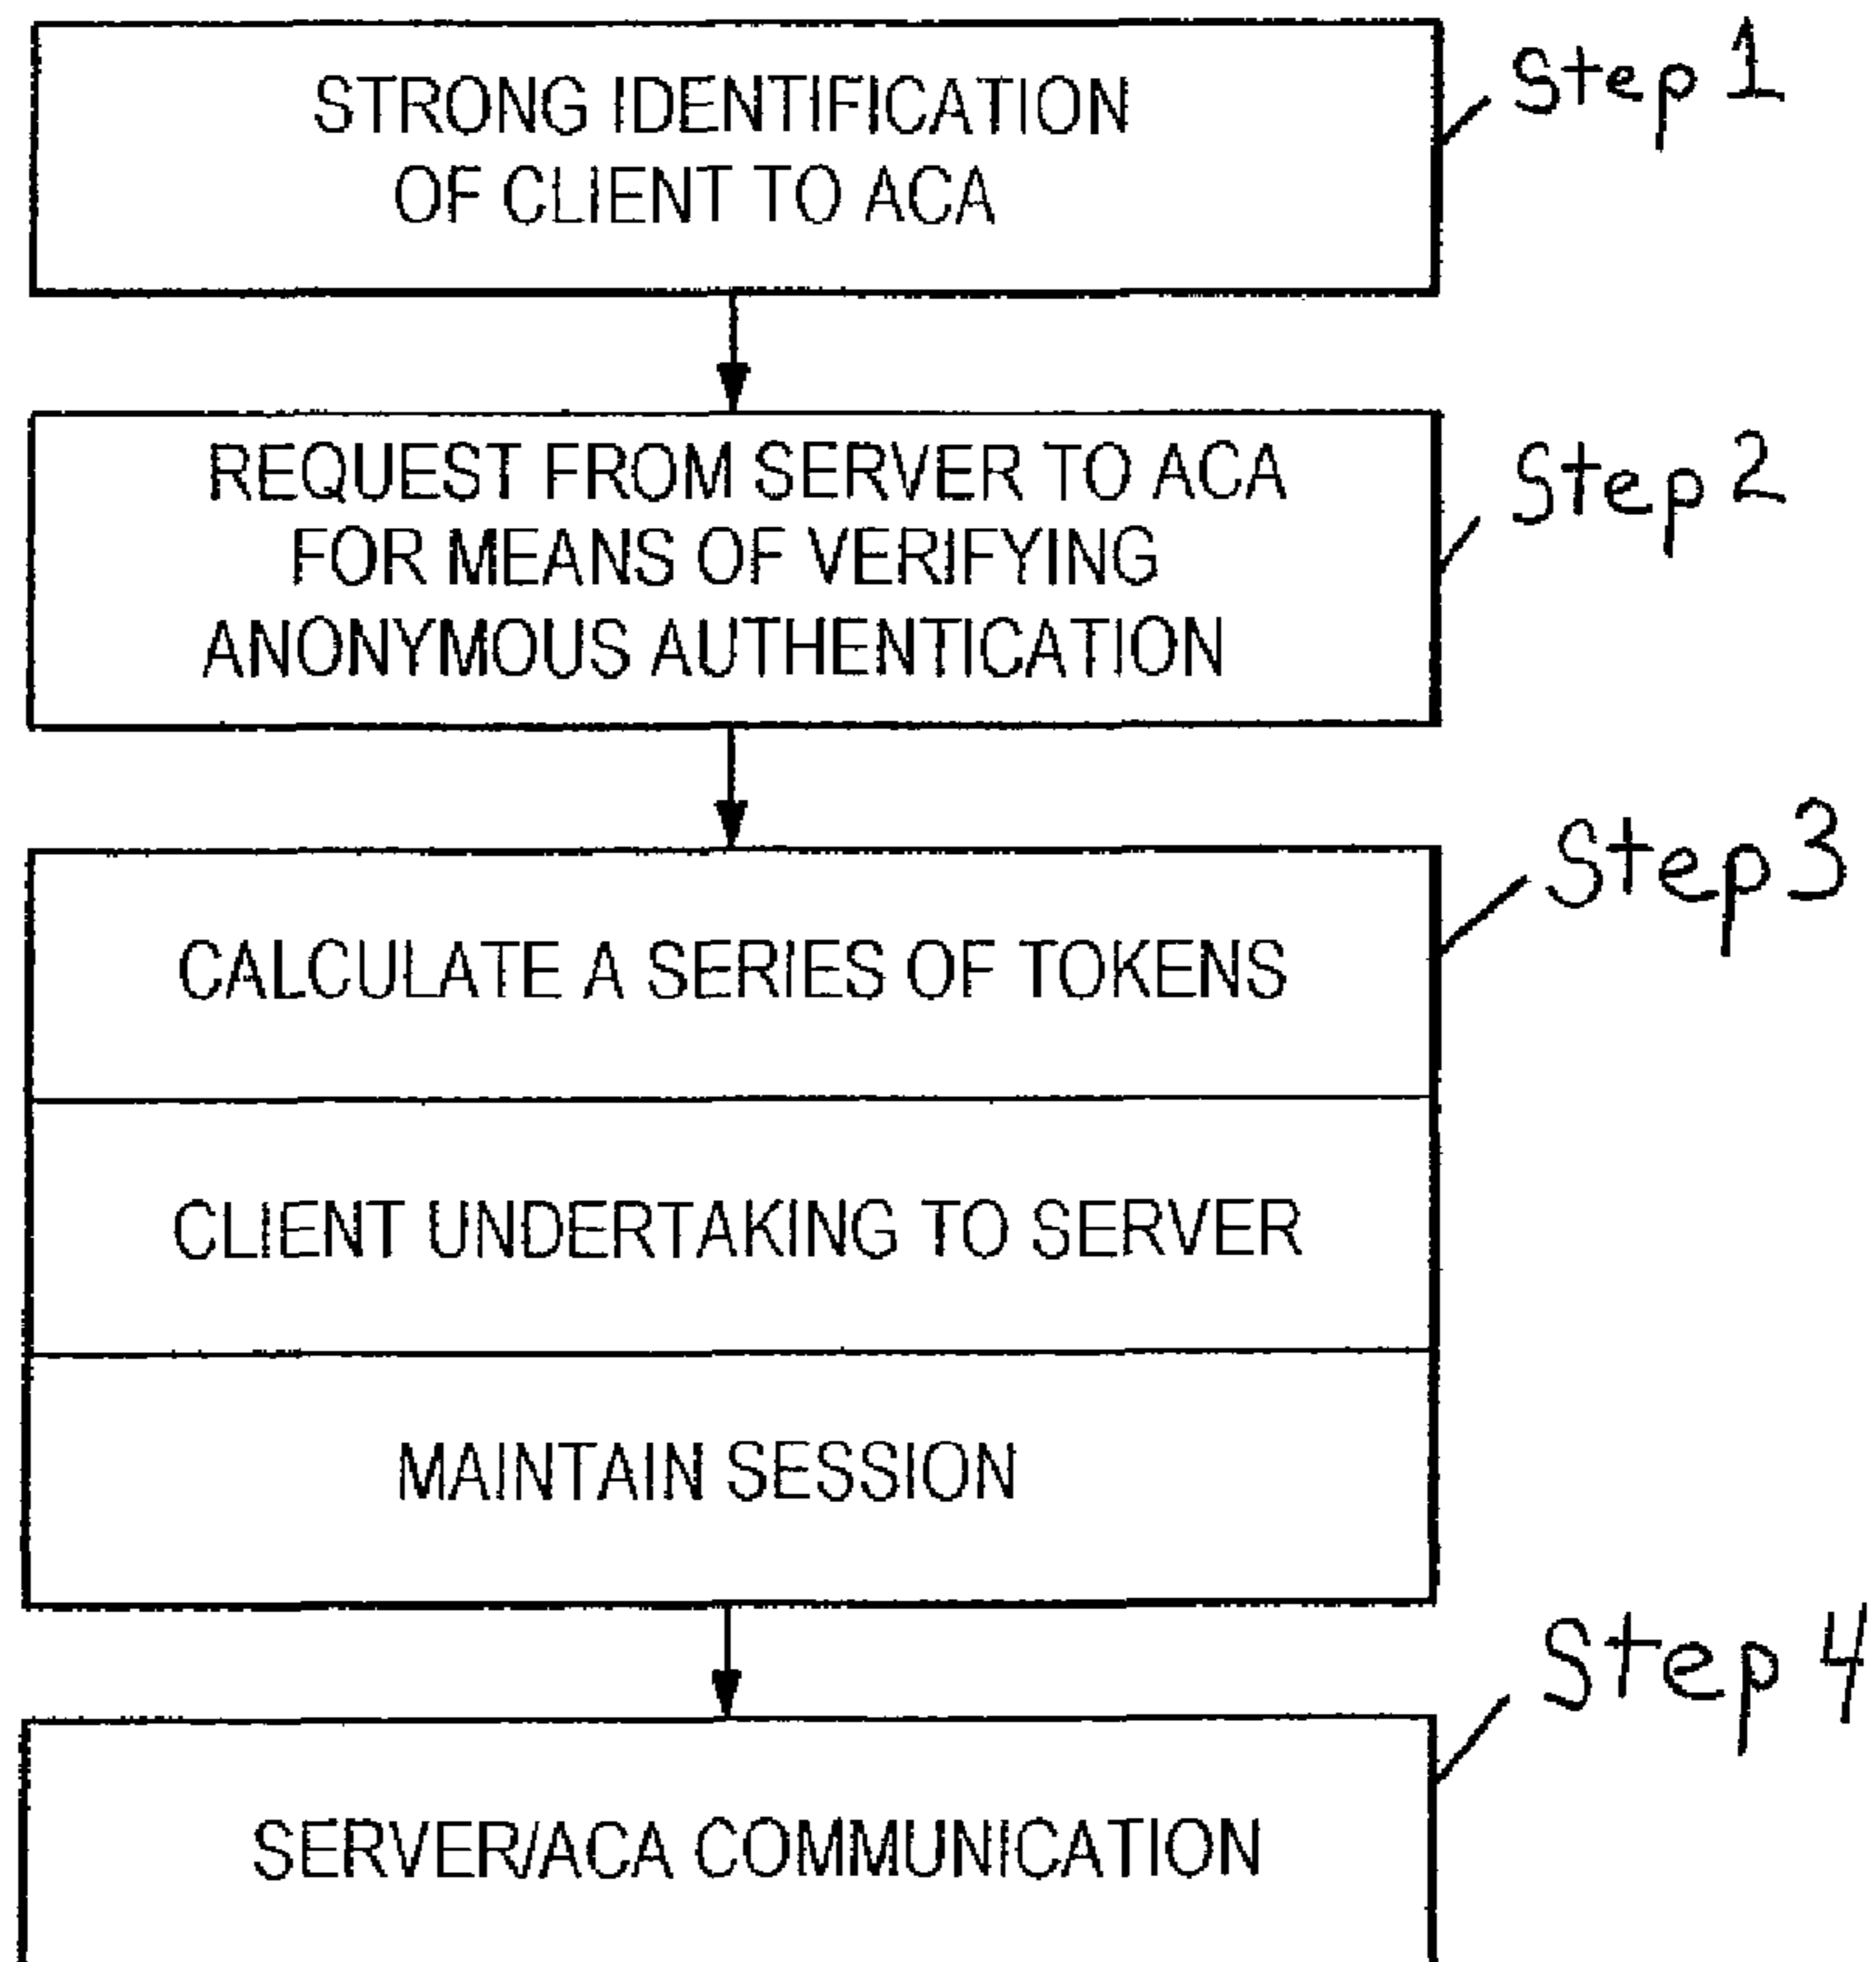 STRONG IDENTIFICATION
OF CLIENT TO ACA
Step 1
REQUEST FROM SERVER TO ACA
FOR MEANS OF VERIFYING
ANONYMOUS AUTHENTICATION
Step 2
CALCULATE A SERIES OF TOKENS
Step 3
CLIENT UNDERTAKING TO SERVER
MAINTAIN SESSION
SERVER/ACA COMMUNICATION
Step 4